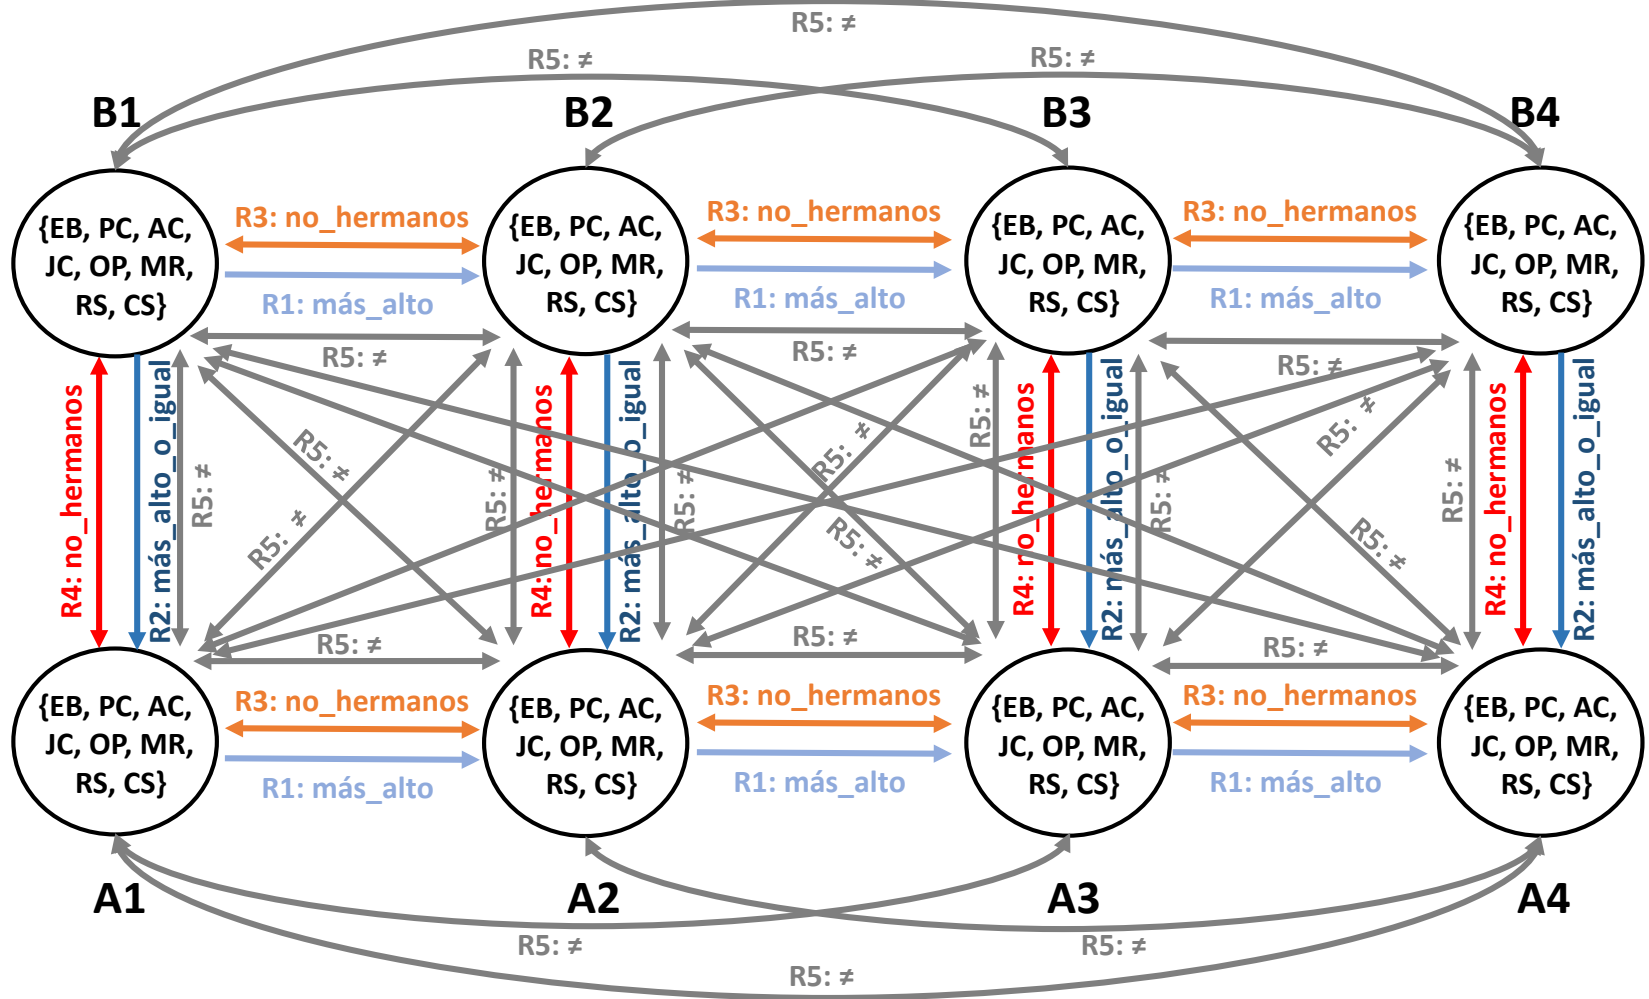 R5: ≠
R5: ≠
R5: ≠
B1
B2
B3
B4
{EB, PC, AC,
JC, OP, MR,
RS, CS}
R3: no_hermanos
R1: más_alto
{EB, PC, AC,
JC, OP, MR,
RS, CS}
R3: no_hermanos
R1: más_alto
{EB, PC, AC,
JC, OP, MR,
RS, CS}
R3: no_hermanos
R1: más_alto
{EB, PC, AC,
JC, OP, MR,
RS, CS}
R5: ≠
R5: ≠
R5: ≠
R4: no_hermanos
R2: más_alto_o_igual
R5: ≠
R5: ≠
R5: ≠
R5: ≠
R4: no_hermanos
R2: más_alto_o_igual
R5: ≠
R5: ≠
R5: ≠
R5: ≠
R4: no_hermanos
R2: más_alto_o_igual
R5: ≠
R5: ≠
R5: ≠
R5: ≠
R4: no_hermanos
R2: más_alto_o_igual
R5: ≠
R5: ≠
R5: ≠
{EB, PC, AC,
JC, OP, MR,
RS, CS}
R3: no_hermanos
R1: más_alto
{EB, PC, AC,
JC, OP, MR,
RS, CS}
R3: no_hermanos
R1: más_alto
{EB, PC, AC,
JC, OP, MR,
RS, CS}
R3: no_hermanos
R1: más_alto
{EB, PC, AC,
JC, OP, MR,
RS, CS}
A1
A2
A3
A4
R5: ≠
R5: ≠
R5: ≠